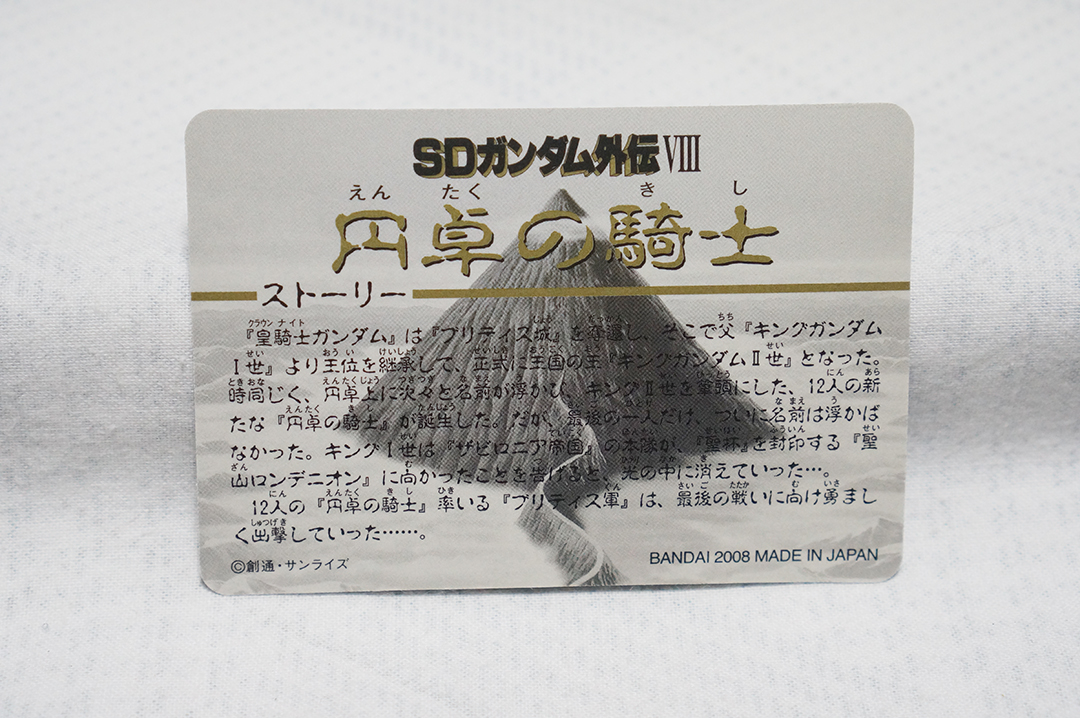 SDガンダム外伝Ⅷ
えんたく きし
円卓の騎士
ストーリー
『皇騎士ガンダム』は『ブリティス城』を奪還し、そこで父『キングガンダム
Ⅰ世』より王位を継承して、正式に王国の王『キングガンダムⅡ世』となった。
時同じく、円卓上に次々と名前が浮かび、キングⅡ世を筆頭にした、12人の新
たな『円卓の騎士』が誕生した。だが、最後の一人だけ、ついに名前は浮かば
なかった。キングⅠ世は『ザビロニア帝国』の本隊が、『聖杯』を封印する『聖
山ロンデニオン』に向かったことを告げると、光の中に消えていった…。
12人の『円卓の騎士』率いる『ブリティス軍』は、最後の戦いに向け勇まし
く出撃していった……。
©創通・サンライズ
BANDAI 2008 MADE IN JAPAN